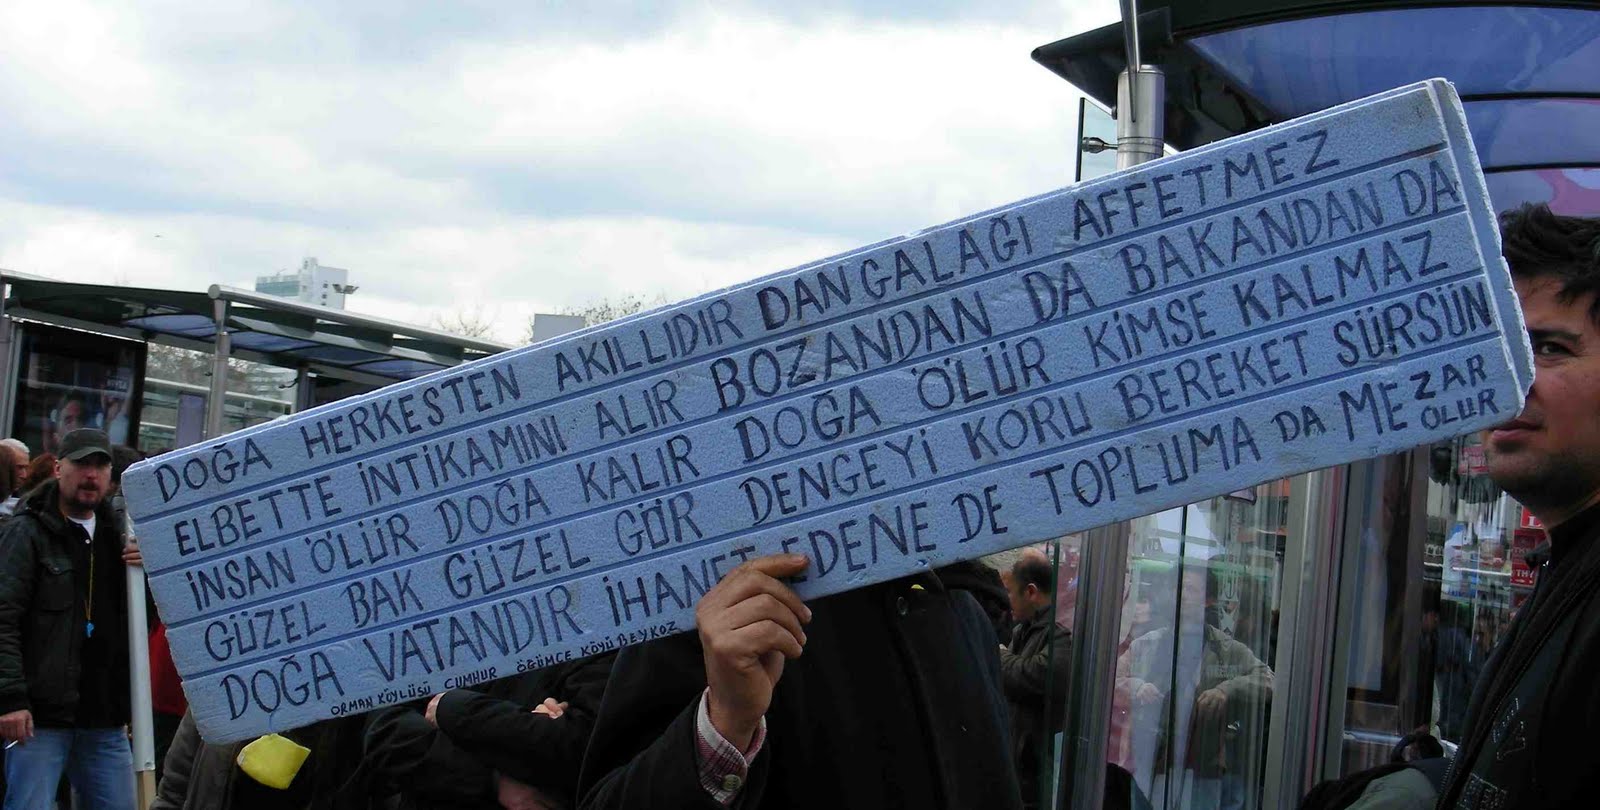 DOĞA HERKESTEN AKILLIDIR DANGALAĞI AFFETMEZ
ELBETTE İNTİKAMINI ALIR BOZANDAN DA BAKANDAN DA
İNSAN ÖLÜR DOĞA KALIR DOĞA ÖLÜR KİMSE KALMAZ
GÜZEL BAK GÜZEL GÖR DENGEYİ KORU BEREKET SÜRSÜN
DOĞA VATANDIR İHANET EDENE DE TOPLUMA DA MEZAR OLUR
ORMAN KÖYLÜSÜ CUMHUR ÖĞÜMCE KÖYÜ BEYKOZ